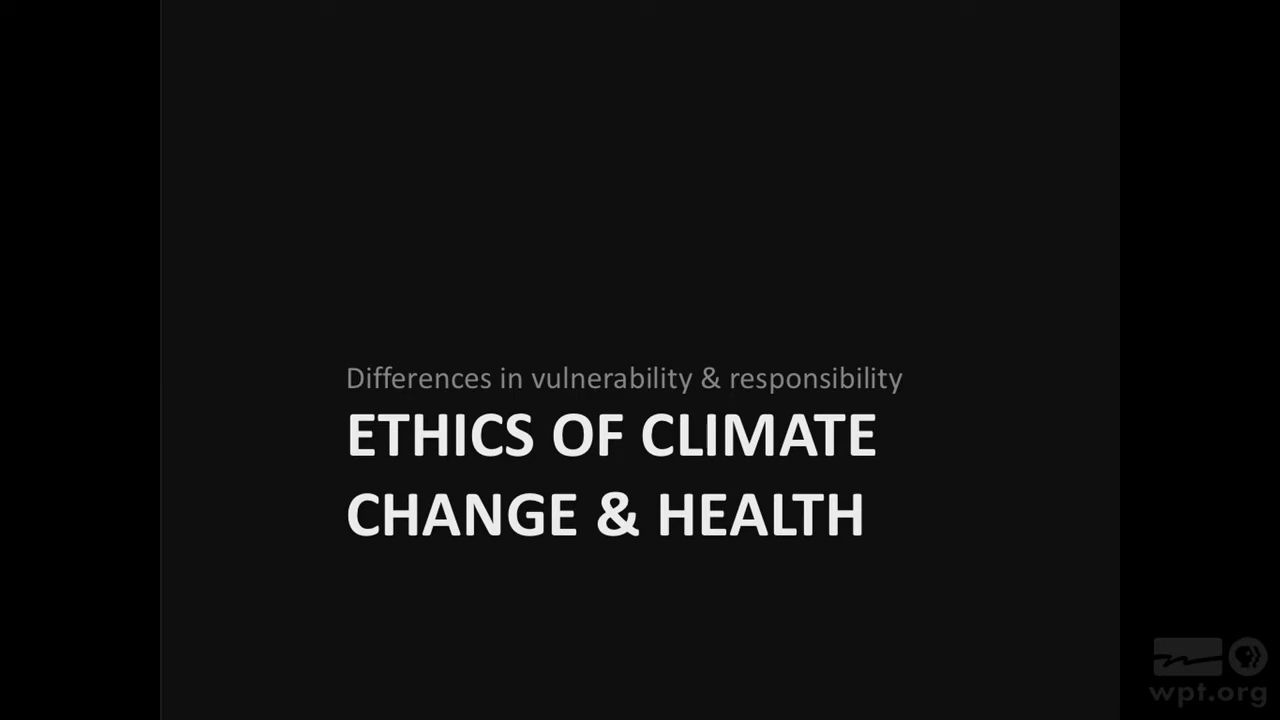 Differences in vulnerability & responsibility
ETHICS OF CLIMATE
CHANGE & HEALTH
wpt.org